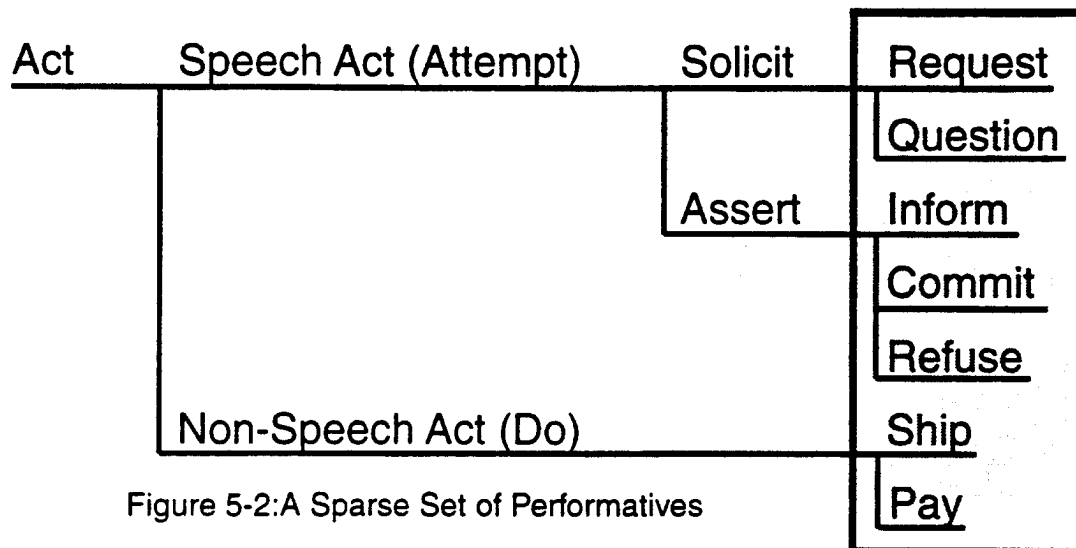 Act Speech Act (Attempt) Solicit Request
Question
Assert Inform
Commit
Refuse
Non-Speech Act (Do) Ship
Pay
Figure 5-2:A Sparse Set of Performatives